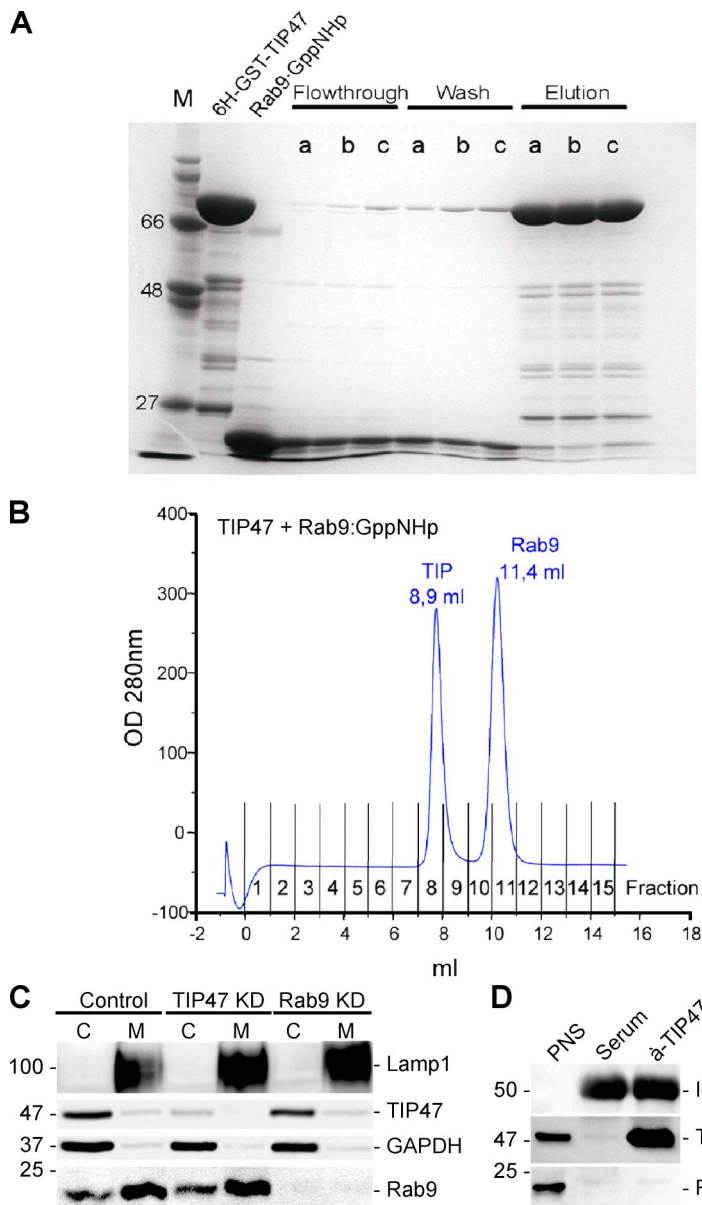 A
M 6H-GST-TIP47 Rab9·GppNHp Flowthrough Wash Elution
a b c a b c a b c
66
48
27
B
TIP47 + Rab9:GppNHp
TIP
8,9 ml
Rab9
11,4 ml
OD 280nm
400
300
200
100
0
-100
1 2 3 4 5 6 7 8 9 10 11 12 13 14 15 Fraction
-2 0 2 4 6 8 10 12 14 16 18
ml
C
Control TIP47 KD Rab9 KD
C M C M C M
100 - - Lamp1
47 - - TIP47
37 - - GAPDH
25 -
- Rab9
D
PNS Serum à-TIP47
50 -
47 -
25 -